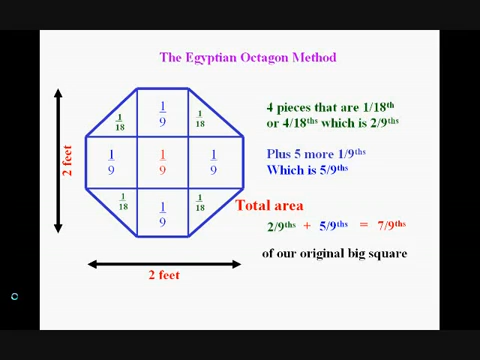 The Egyptian Octagon Method
4 pieces that are 1/18th
or 4/18ths which is 2/9ths
1/18 1/9 1/18
Plus 5 more 1/9ths
Which is 5/9ths
1/9 1/9 1/9
2 feet
1/18 1/9 1/18
Total area
2/9ths + 5/9ths = 7/9ths
of our original big square
2 feet